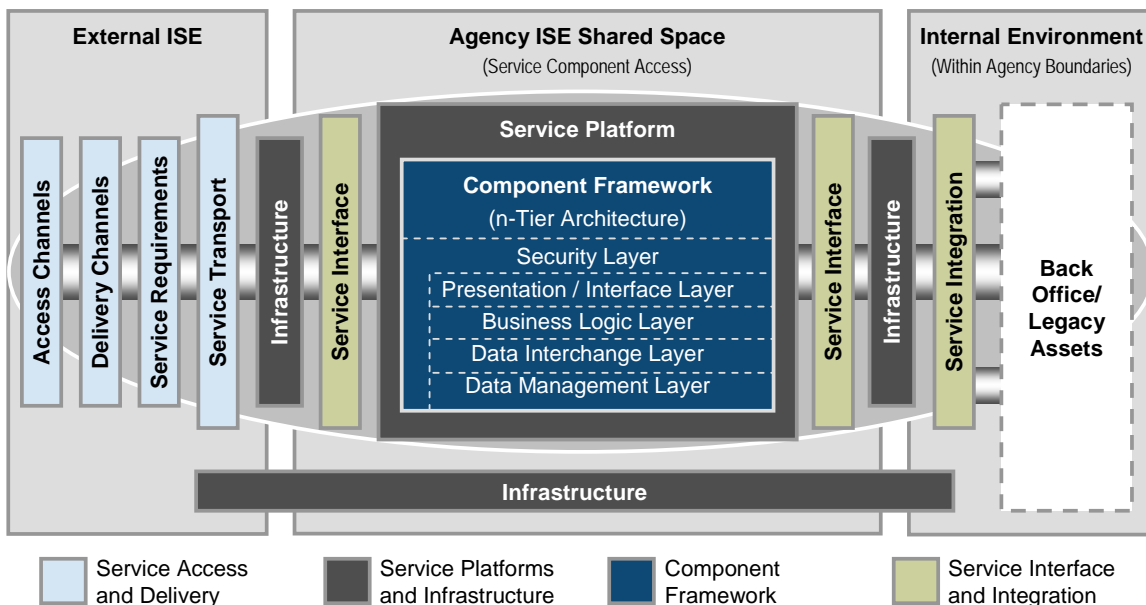 External ISE
Agency ISE Shared Space
(Service Component Access)
Internal Environment
(Within Agency Boundaries)
Access Channels
Delivery Channels
Service Requirements
Service Transport
Infrastructure
Service Interface
Service Platform
Component Framework
(n-Tier Architecture)
Security Layer
Presentation / Interface Layer
Business Logic Layer
Data Interchange Layer
Data Management Layer
Service Interface
Infrastructure
Service Integration
Back
Office/
Legacy
Assets
Infrastructure
Service Access
and Delivery
Service Platforms
and Infrastructure
Component
Framework
Service Interface
and Integration